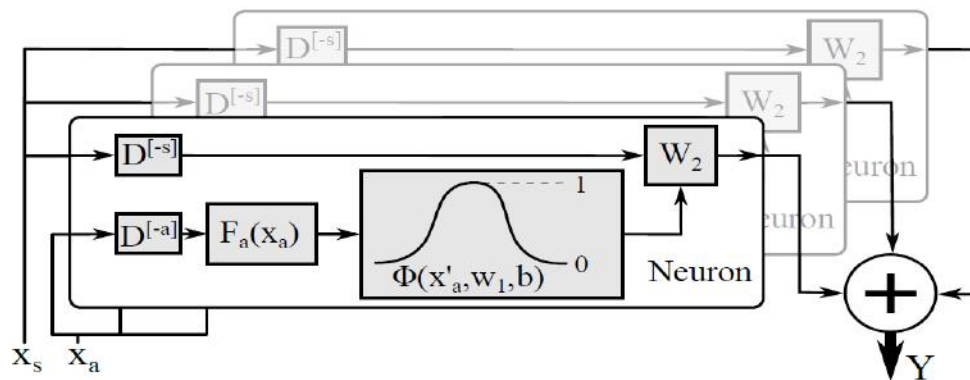 D[-s]
W₂
D[-s]
W₂
D[-s]
W₂
1
D[-a]
Fₐ(xₐ)
0
Φ(x'ₐ,w₁,b)
Neuron
euron
euron
+
xₛ
xₐ
Y